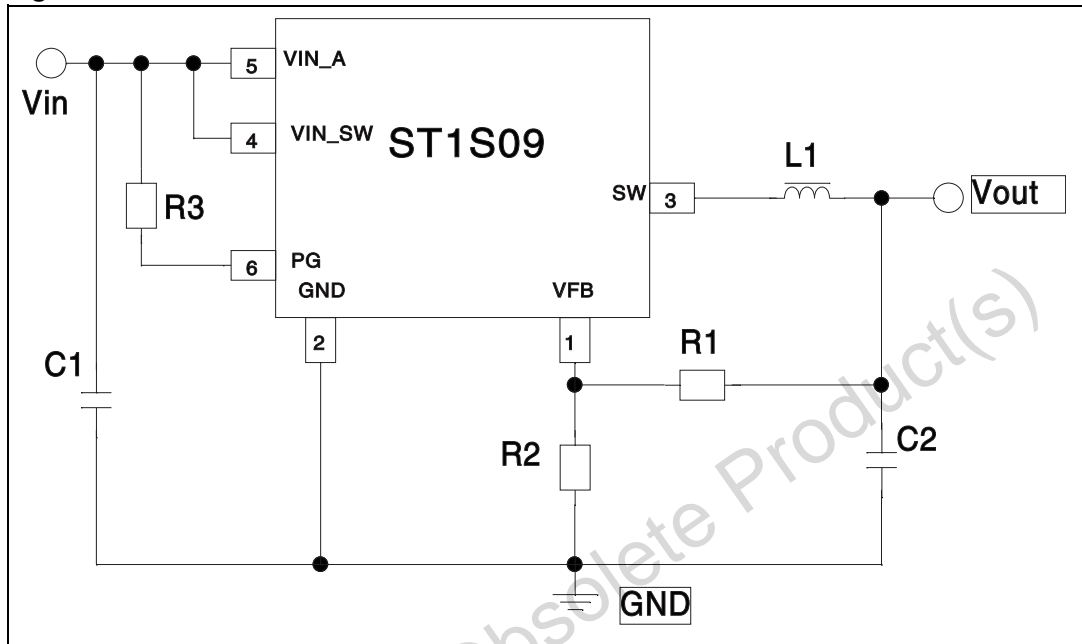 Vin
5
VIN_A
4
VIN_SW
ST1S09
R3
SW
3
L1
Vout
6
PG
GND
VFB
2
1
C1
R1
R2
C2
GND
bsolete Product(s)